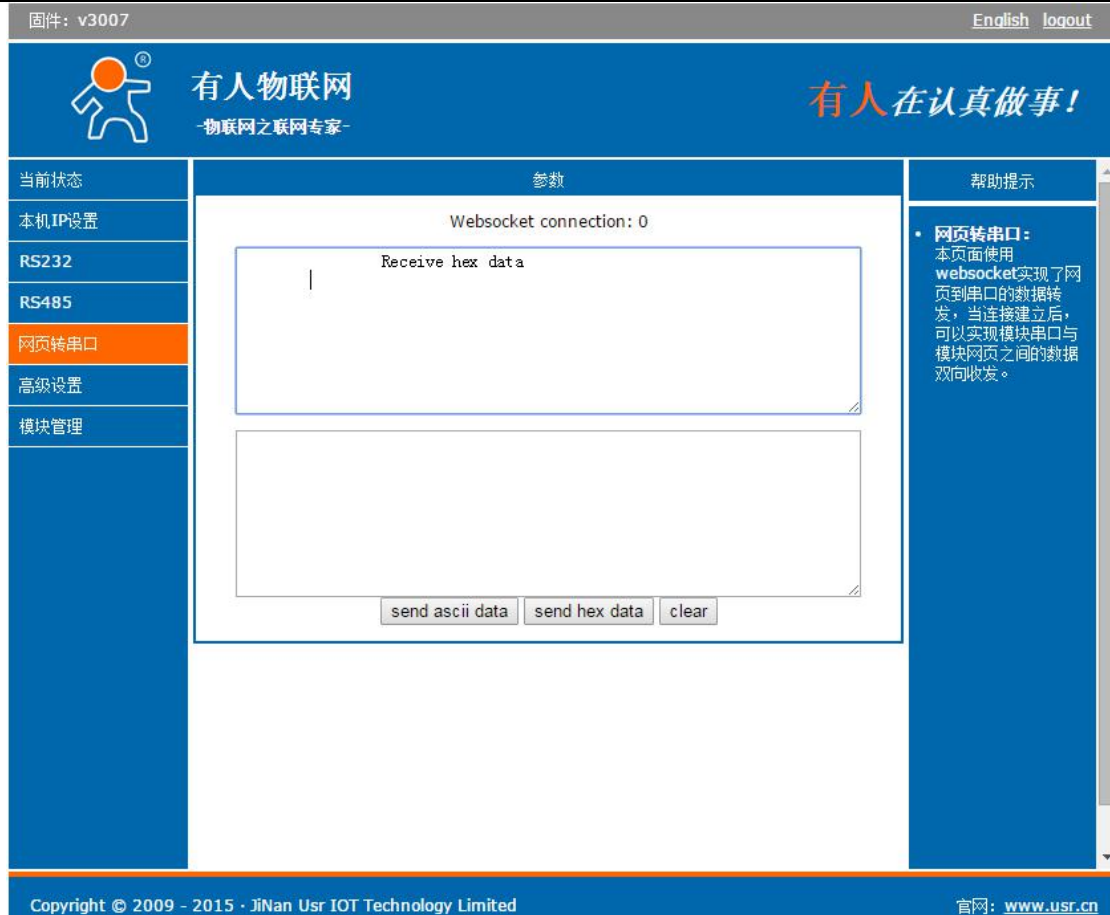 固件：v3007
English logout
®
有人物联网
-物联网之联网专家-
有人在认真做事!
当前状态
本机IP设置
RS232
RS485
网页转串口
高级设置
模块管理
参数
Websocket connection: 0
Receive hex data
send ascii data send hex data clear
帮助提示
• 网页转串口：
本页面使用
websocket实现了网
页到串口的数据转
发，当连接建立后，
可以实现模块串口与
模块网页之间的数据
双向收发。
Copyright © 2009 - 2015 · JiNan Usr IOT Technology Limited
官网：www.usr.cn